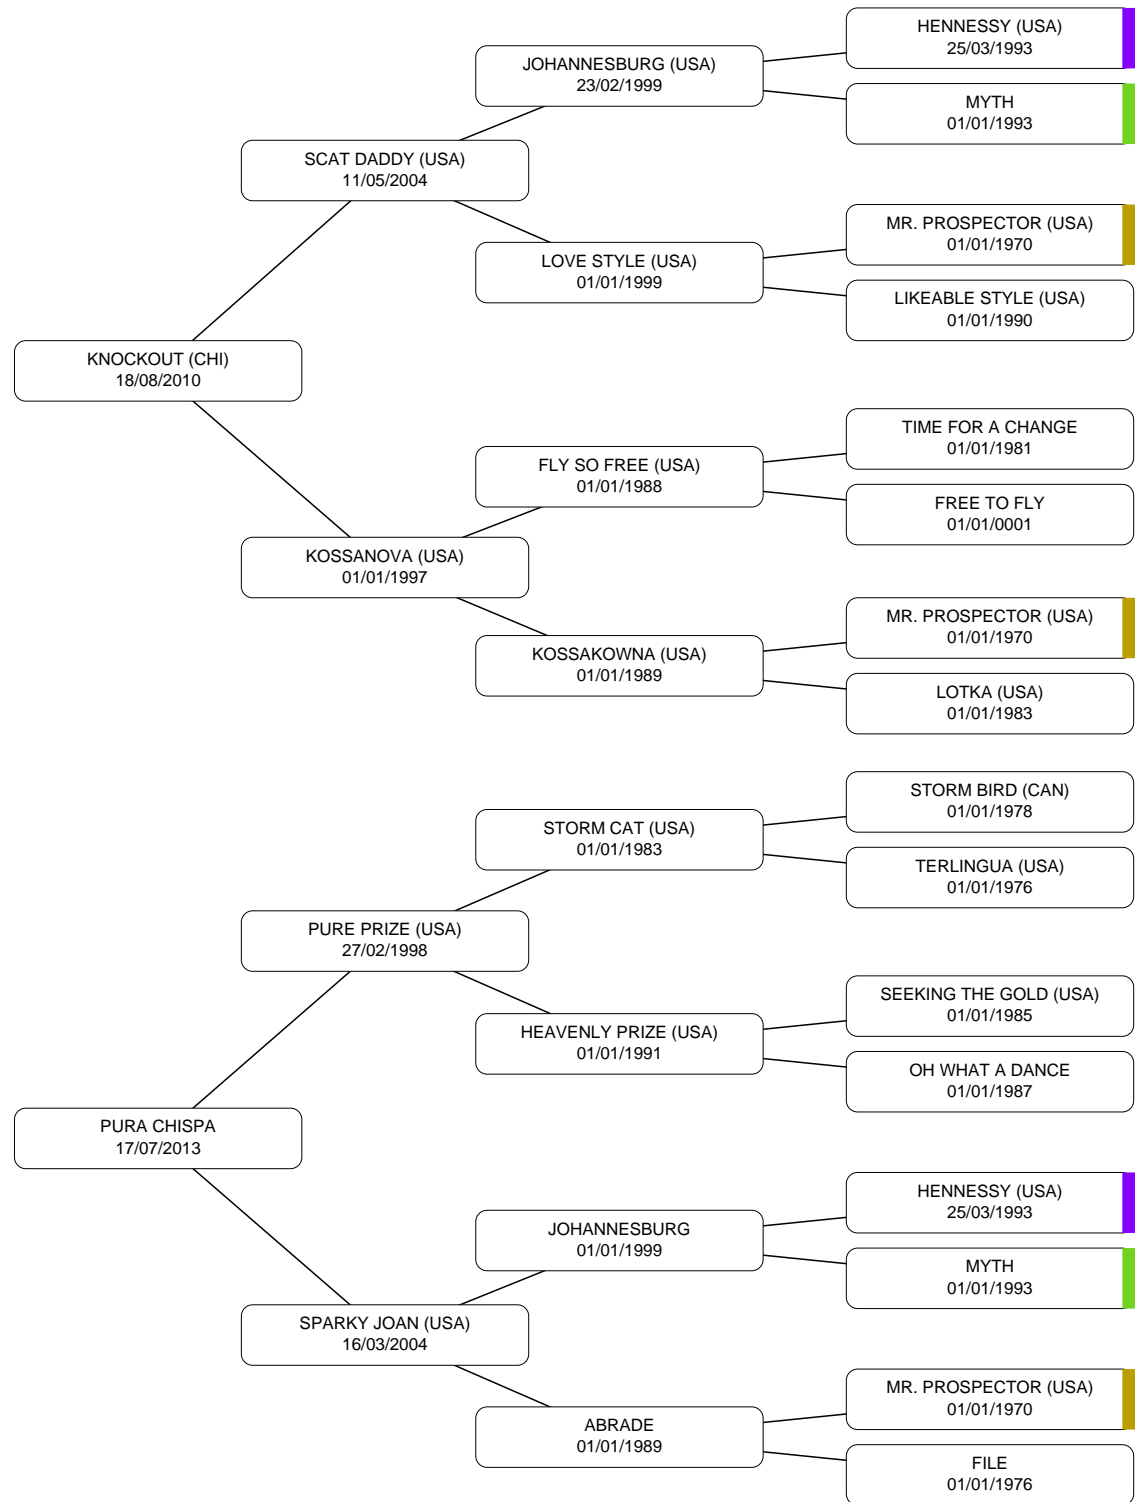 HENNESSY (USA)
25/03/1993
JOHANNESBURG (USA)
23/02/1999
MYTH
01/01/1993
SCAT DADDY (USA)
11/05/2004
MR. PROSPECTOR (USA)
01/01/1970
LOVE STYLE (USA)
01/01/1999
LIKEABLE STYLE (USA)
01/01/1990
KNOCKOUT (CHI)
18/08/2010
TIME FOR A CHANGE
01/01/1981
FLY SO FREE (USA)
01/01/1988
FREE TO FLY
01/01/0001
KOSSANOVA (USA)
01/01/1997
MR. PROSPECTOR (USA)
01/01/1970
KOSSAKOWNA (USA)
01/01/1989
LOTKA (USA)
01/01/1983
STORM BIRD (CAN)
01/01/1978
STORM CAT (USA)
01/01/1983
TERLINGUA (USA)
01/01/1976
PURE PRIZE (USA)
27/02/1998
SEEKING THE GOLD (USA)
01/01/1985
HEAVENLY PRIZE (USA)
01/01/1991
OH WHAT A DANCE
01/01/1987
PURA CHISPA
17/07/2013
HENNESSY (USA)
25/03/1993
JOHANNESBURG
01/01/1999
MYTH
01/01/1993
SPARKY JOAN (USA)
16/03/2004
MR. PROSPECTOR (USA)
01/01/1970
ABRADE
01/01/1989
FILE
01/01/1976